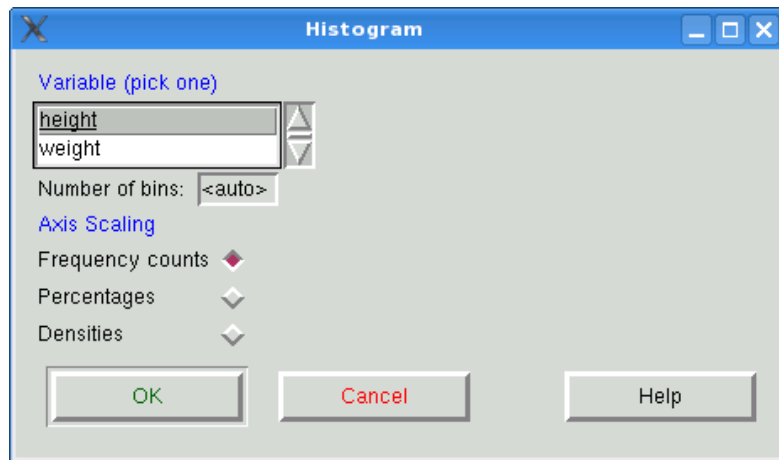 Histogram
Variable (pick one)
height
weight
Number of bins: <auto>
Axis Scaling
Frequency counts
Percentages
Densities
OK Cancel Help